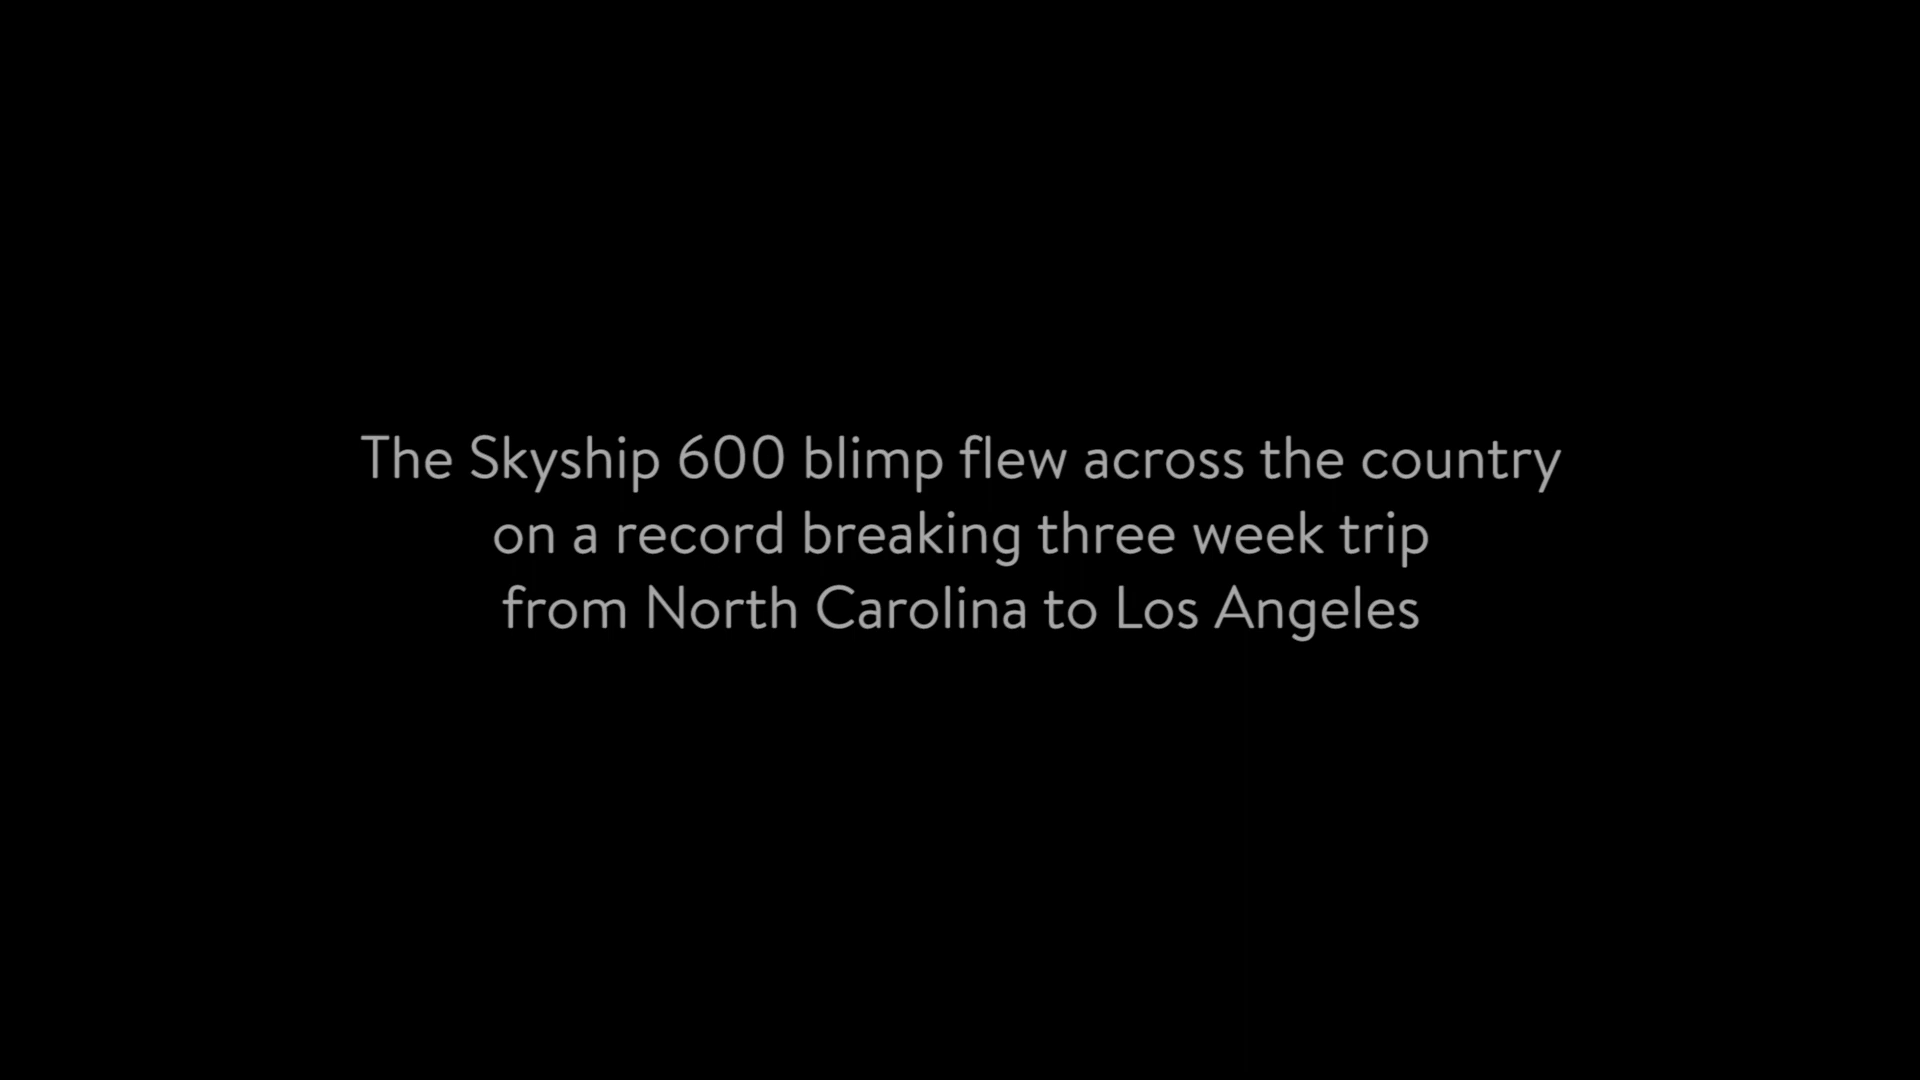 The Skyship 600 blimp flew across the country
on a record breaking three week trip
from North Carolina to Los Angeles